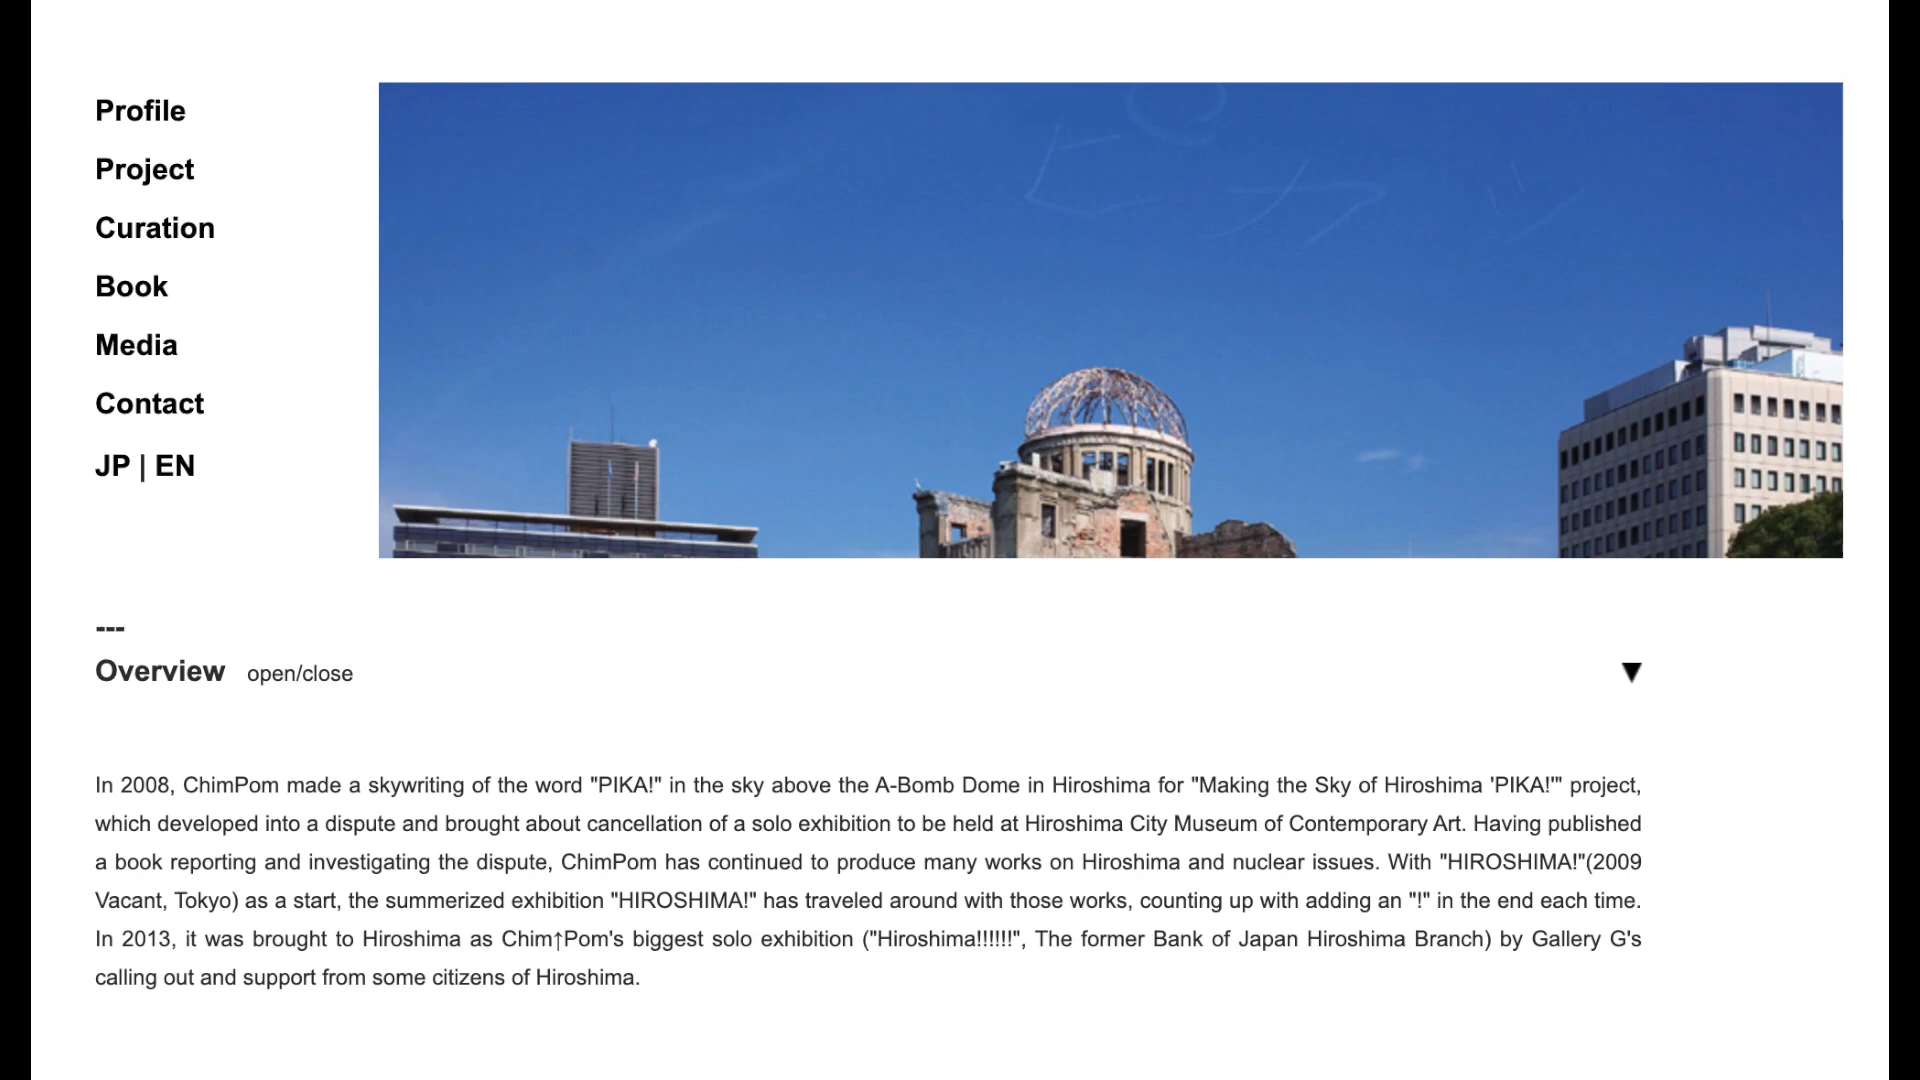 Profile
Project
Curation
Book
Media
Contact
JP | EN
ピカッ
---
Overview open/close
In 2008, ChimPom made a skywriting of the word "PIKA!" in the sky above the A-Bomb Dome in Hiroshima for "Making the Sky of Hiroshima 'PIKA!'" project,
which developed into a dispute and brought about cancellation of a solo exhibition to be held at Hiroshima City Museum of Contemporary Art. Having published
a book reporting and investigating the dispute, ChimPom has continued to produce many works on Hiroshima and nuclear issues. With "HIROSHIMA!"(2009
Vacant, Tokyo) as a start, the summerized exhibition "HIROSHIMA!" has traveled around with those works, counting up with adding an "!" in the end each time.
In 2013, it was brought to Hiroshima as Chim↑Pom's biggest solo exhibition ("Hiroshima!!!!!!", The former Bank of Japan Hiroshima Branch) by Gallery G's
calling out and support from some citizens of Hiroshima.